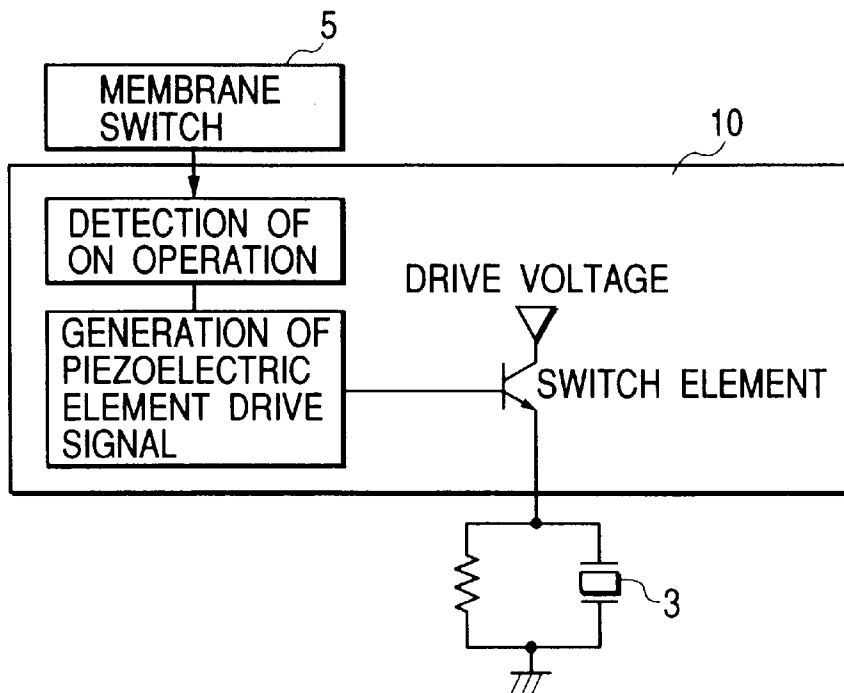 5
MEMBRANE
SWITCH
10
DETECTION OF
ON OPERATION
DRIVE VOLTAGE
GENERATION OF
PIEZOELECTRIC
ELEMENT DRIVE
SIGNAL
SWITCH ELEMENT
3